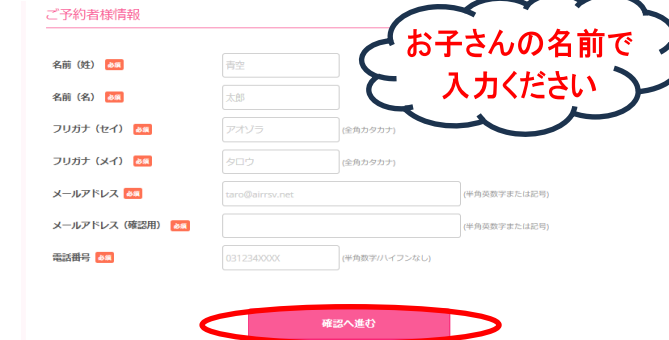 ご予約者様情報
お子さんの名前で
入力ください
名前（姓） 必須 青空
名前（名） 必須 太郎
フリガナ（セイ） 必須 アオゾラ (全角カタカナ)
フリガナ（メイ） 必須 タロウ (全角カタカナ)
メールアドレス 必須 taro@airrsv.net (半角英数字または記号)
メールアドレス（確認用） 必須 (半角英数字または記号)
電話番号 必須 031234XXXX (半角数字/ハイフンなし)
確認へ進む